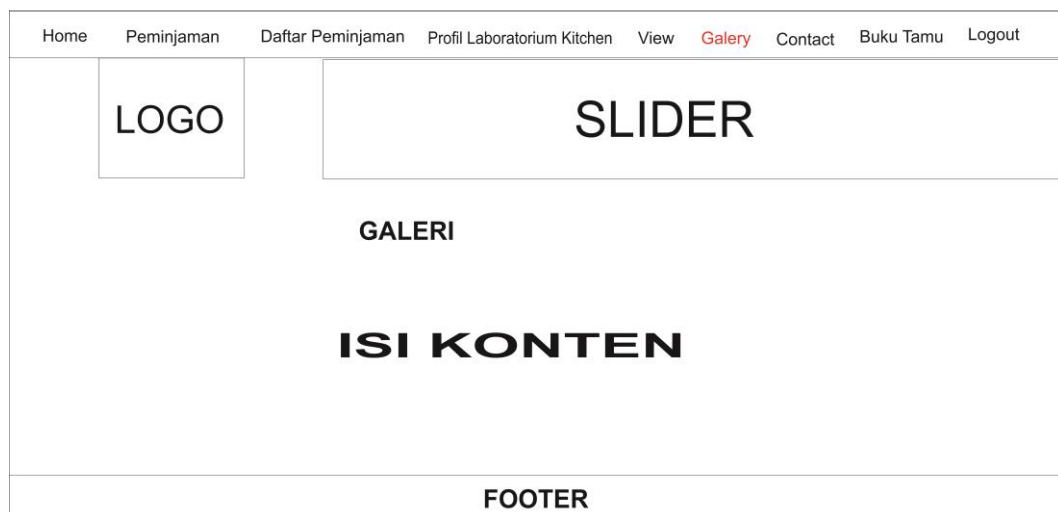 Home Peminjaman Daftar Peminjaman Profil Laboratorium Kitchen View Galery Contact Buku Tamu Logout
LOGO SLIDER
GALERI
ISI KONTEN
FOOTER